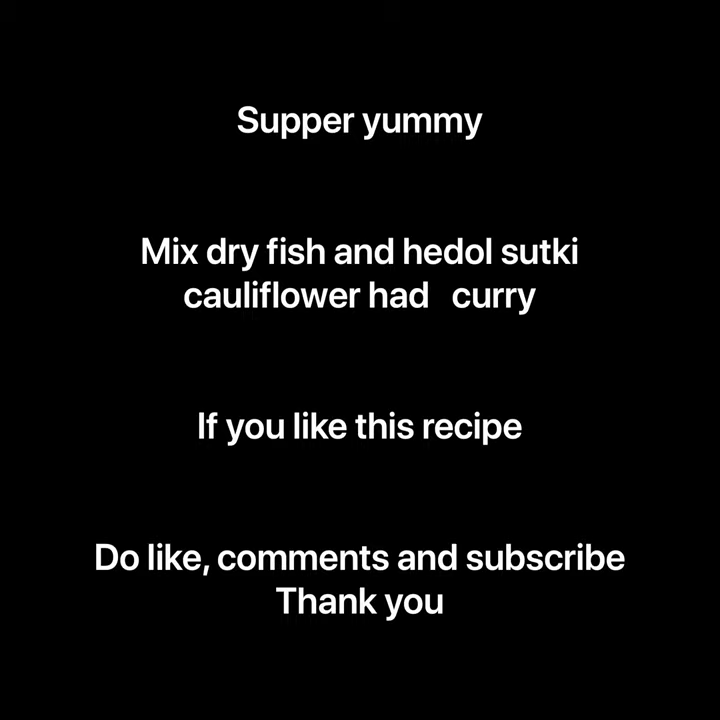 Supper yummy
Mix dry fish and hedol sutki
cauliflower had   curry
If you like this recipe
Do like, comments and subscribe
Thank you